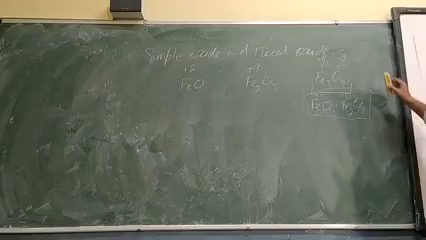 Simple oxide and Mixed oxide
+2 +3
FeO Fe₂O₃ Fe₃O₄
FeO · Fe₂O₃